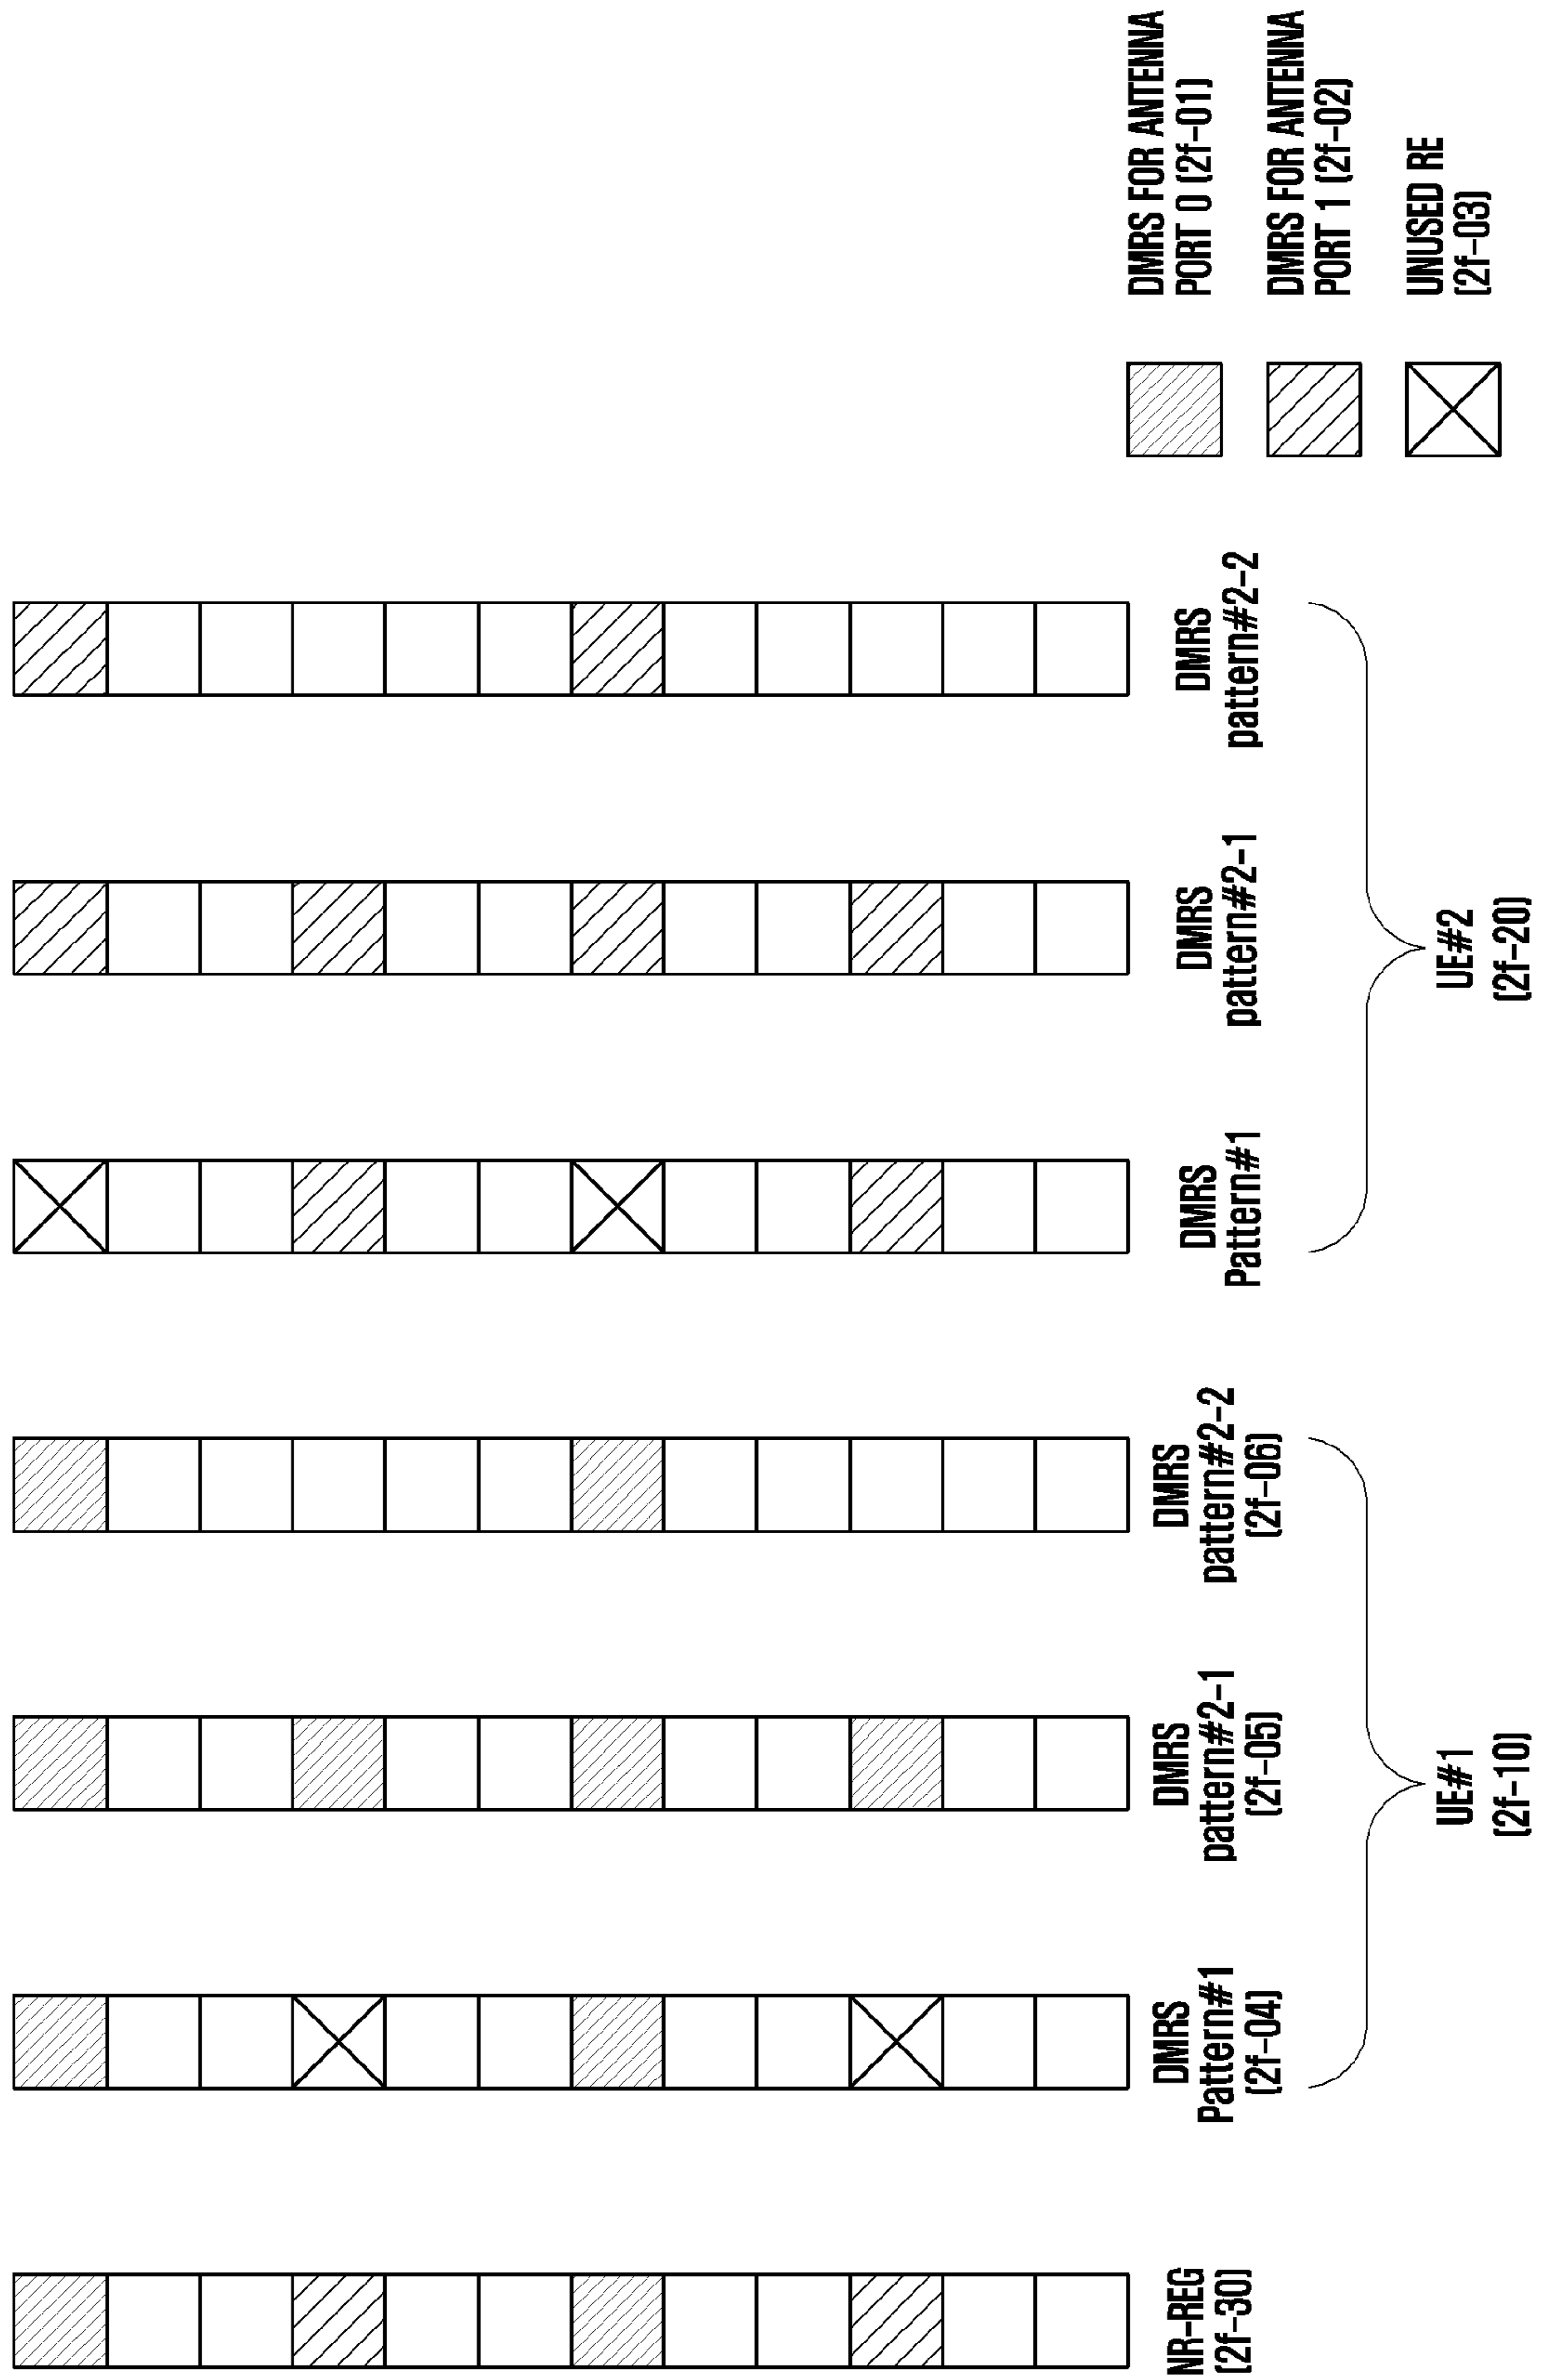 NR-REG
(2f-30)
DMRS
Pattern#1
(2f-04)
DMRS
pattern#2-1
(2f-05)
DMRS
pattern#2-2
(2f-06)
UE#1
(2f-10)
DMRS
Pattern#1
DMRS
pattern#2-1
DMRS
pattern#2-2
UE#2
(2f-20)
DMRS FOR ANTENNA
PORT 0 (2f-01)
DMRS FOR ANTENNA
PORT 1 (2f-02)
UNUSED RE
(2f-03)